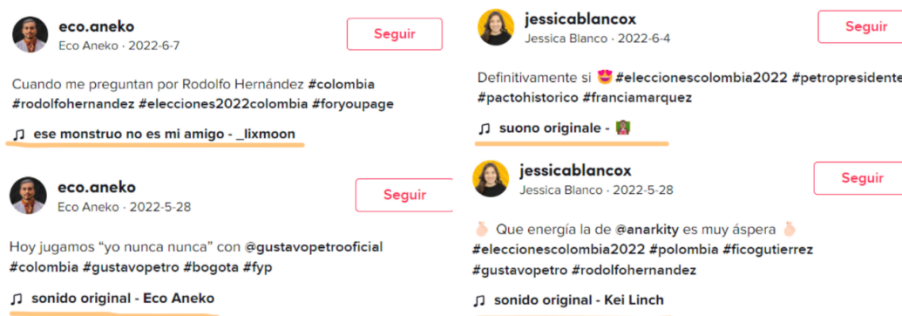 eco.aneko
Eco Aneko · 2022-6-7
Seguir
Cuando me preguntan por Rodolfo Hernández #colombia
#rodolfohernandez #elecciones2022colombia #foryoupage
♫ ese monstruo no es mi amigo - _lixmoon
eco.aneko
Eco Aneko · 2022-5-28
Seguir
Hoy jugamos “yo nunca nunca” con @gustavopetrooficial
#colombia #gustavopetro #bogota #fyp
♫ sonido original - Eco Aneko
jessicablancox
Jessica Blanco · 2022-6-4
Seguir
Definitivamente si 🤩 #eleccionescolombia2022 #petropresidente
#pactohistorico #franciamarquez
♫ suono originale -
jessicablancox
Jessica Blanco · 2022-5-28
Seguir
🫰🏻 Que energía la de @anarkity es muy áspera 🫰🏻
#eleccionescolombia2022 #polombia #ficogutierrez
#gustavopetro #rodolfohernandez
♫ sonido original - Kei Linch